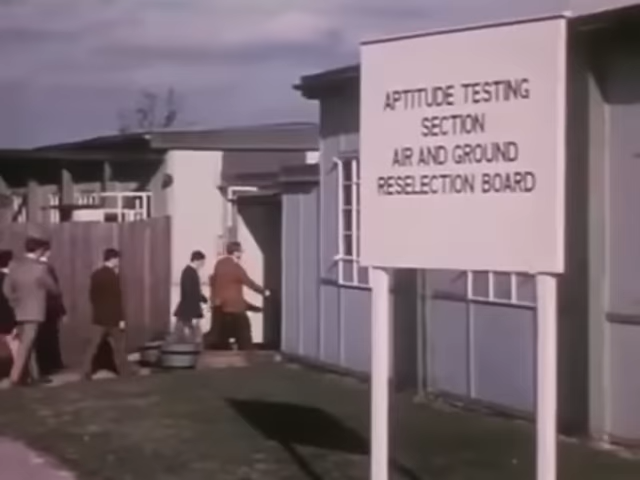 APTITUDE TESTING
SECTION
AIR AND GROUND
RESELECTION BOARD